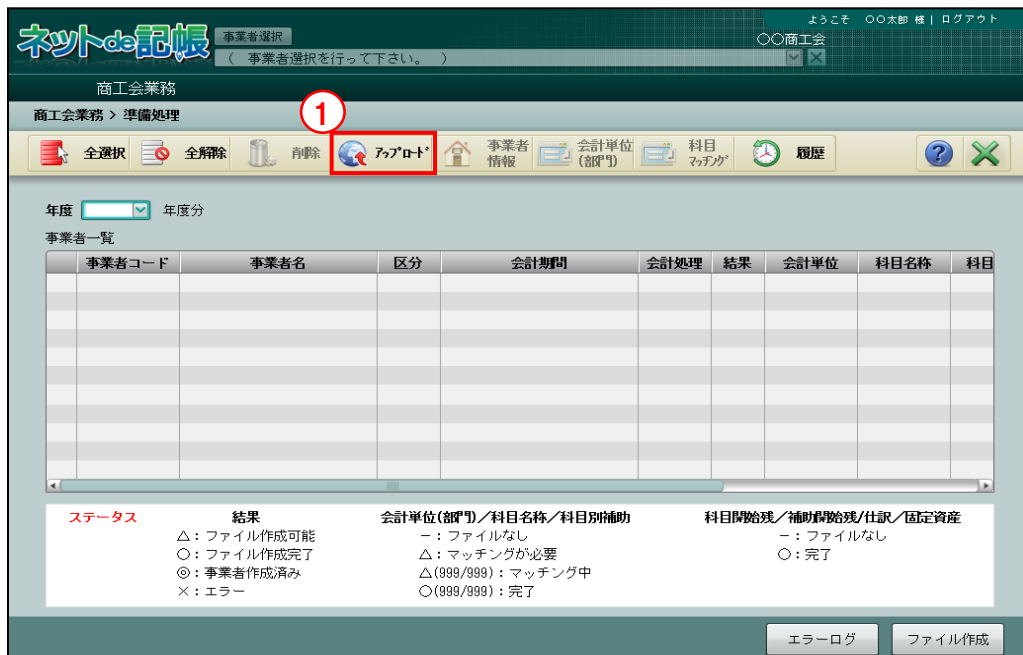 ようこそ 〇〇太郎 様 | ログアウト
ネットde記帳
事業者選択
〇〇商工会
( 事業者選択を行って下さい。 )
商工会業務
商工会業務 > 準備処理
1
全選択 全解除 削除 ｱｯﾌﾟﾛｰﾄﾞ 事業者情報 会計単位(部門) 科目ﾏｯﾁﾝｸﾞ 履歴
年度 年度分
事業者一覧
事業者コード 事業者名 区分 会計期間 会計処理 結果 会計単位 科目名称 科目
ステータス 結果 会計単位(部門)／科目名称／科目別補助 科目開始残／補助開始残/仕訳／固定資産
△：ファイル作成可能 －：ファイルなし －：ファイルなし
〇：ファイル作成完了 △：マッチングが必要 〇：完了
◎：事業者作成済み △(999/999)：マッチング中
×：エラー 〇(999/999)：完了
エラーログ ファイル作成